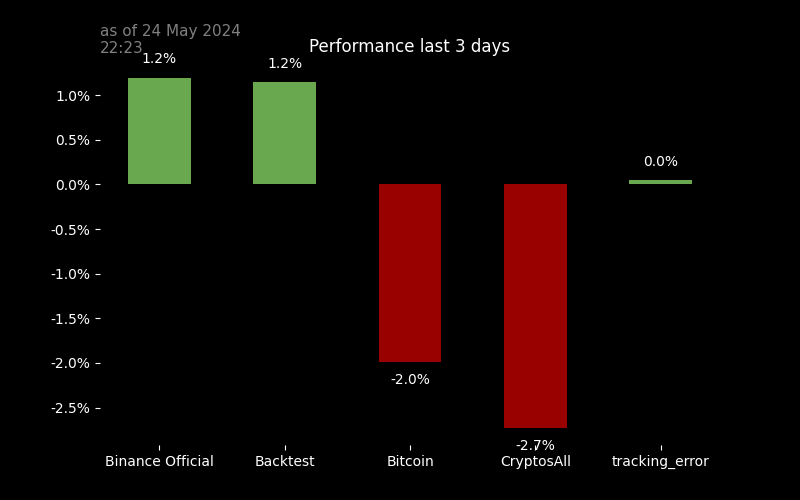 as of 24 May 2024
22:23
Performance last 3 days
1.2%
1.2%
1.0%
0.5%
0.0%
0.0%
-0.5%
-1.0%
-1.5%
-2.0%
-2.0%
-2.5%
-2.7%
Binance Official
Backtest
Bitcoin
CryptosAll
tracking_error